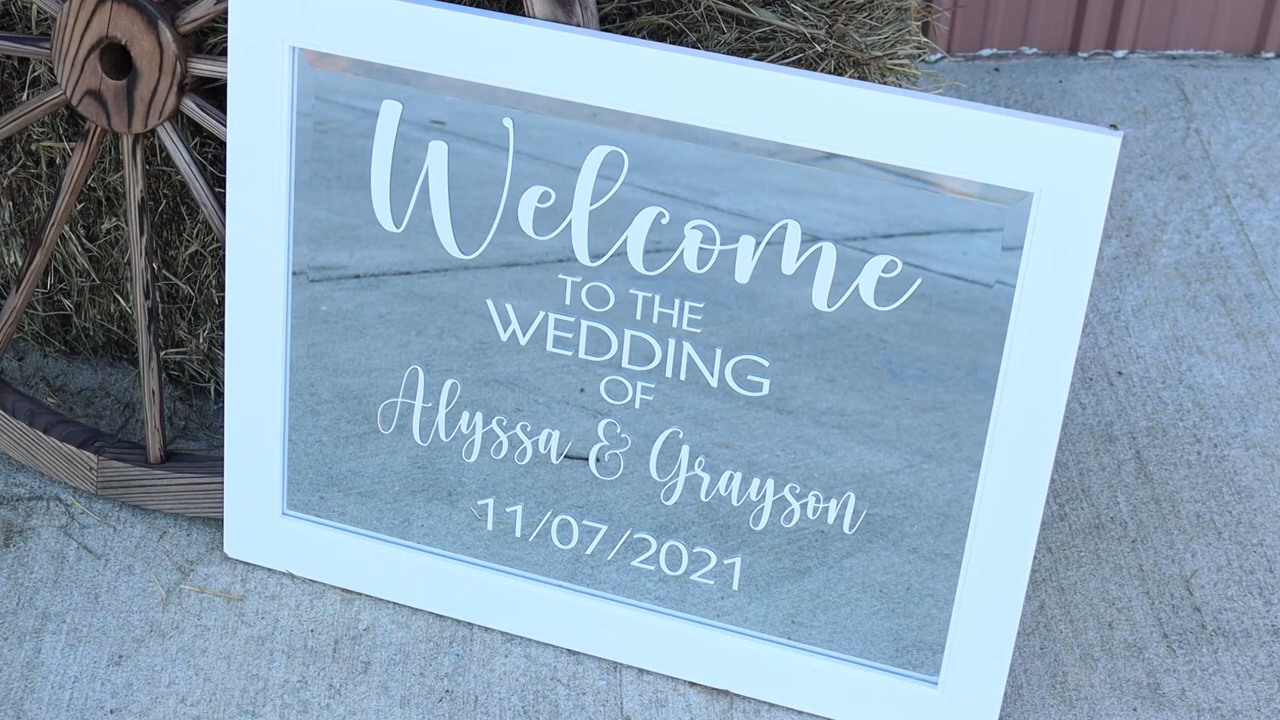 Welcome
TO THE
WEDDING
OF
Alyssa & Grayson
11/07/2021